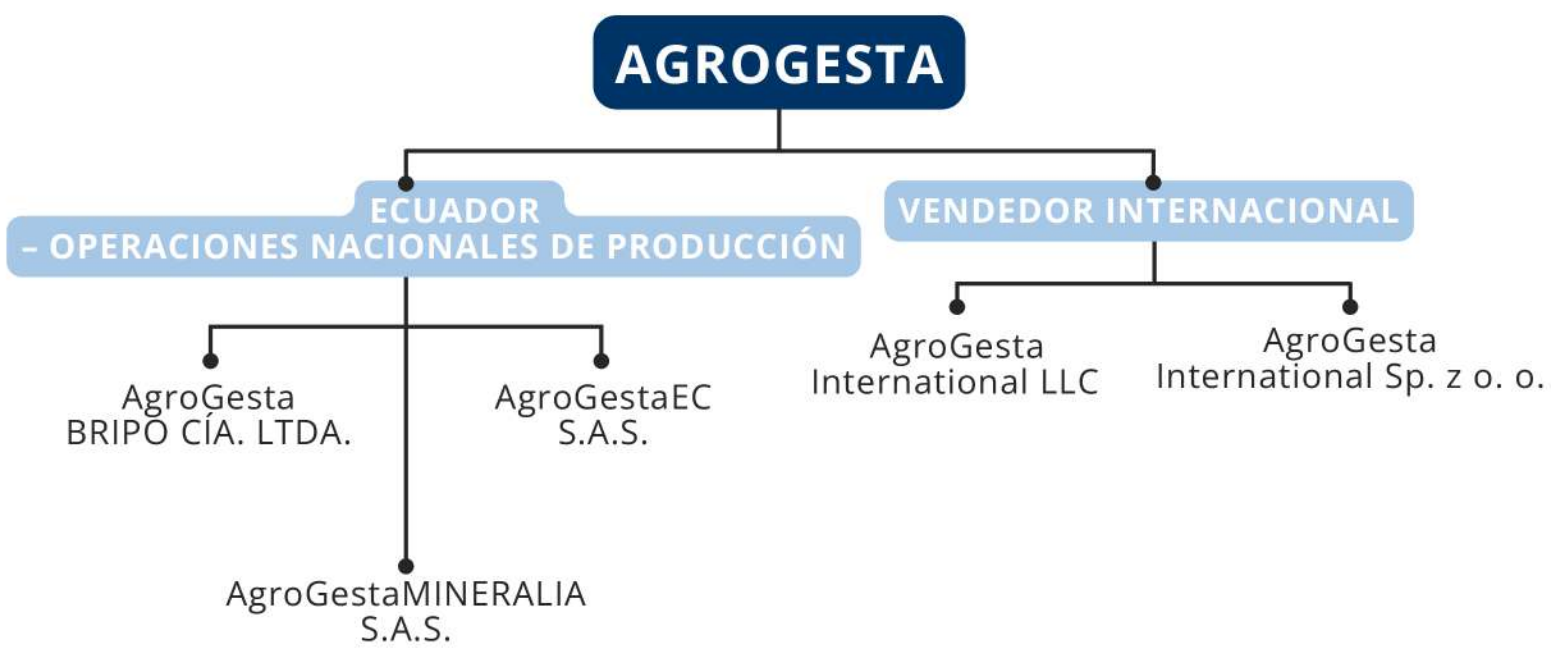 AGROGESTA
ECUADOR
– OPERACIONES NACIONALES DE PRODUCCIÓN
VENDEDOR INTERNACIONAL
AgroGesta
BRIPO CÍA. LTDA.
AgroGestaEC
S.A.S.
AgroGestaMINERALIA
S.A.S.
AgroGesta
International LLC
AgroGesta
International Sp. z o. o.